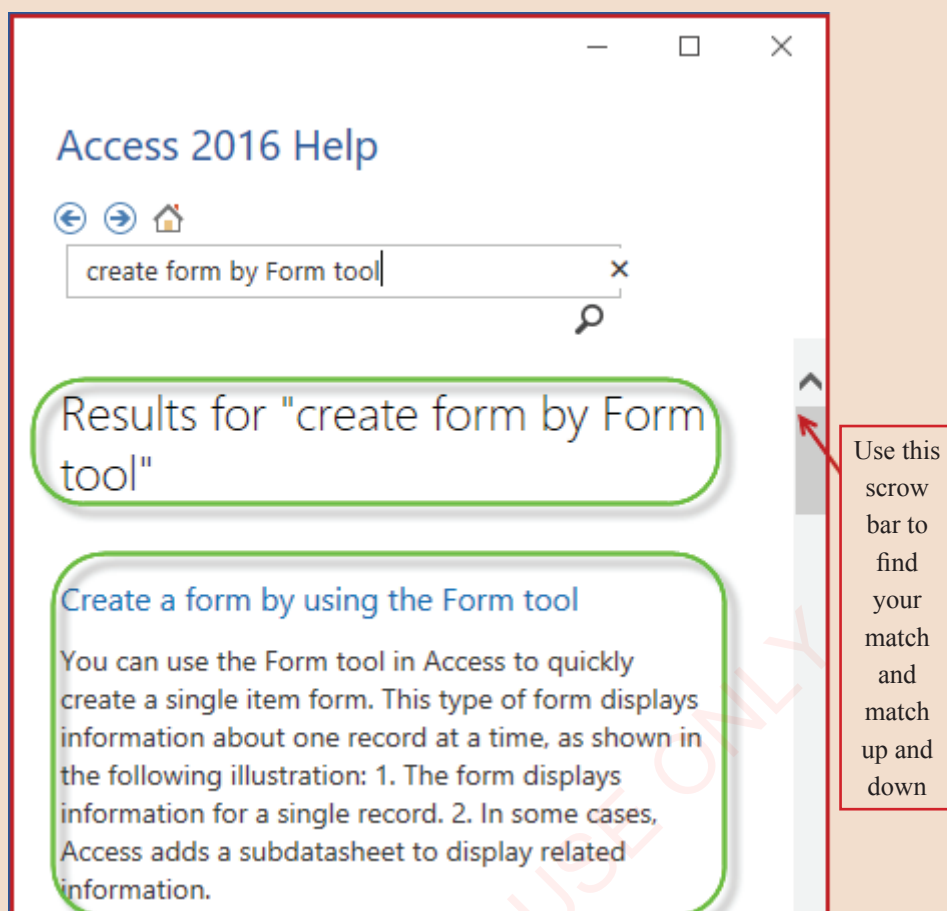 Access 2016 Help
create form by Form tool
Results for "create form by Form
tool"
Create a form by using the Form tool
You can use the Form tool in Access to quickly
create a single item form. This type of form displays
information about one record at a time, as shown in
the following illustration: 1. The form displays
information for a single record. 2. In some cases,
Access adds a subdatasheet to display related
information.
Use this
scrow
bar to
find
your
match
and
match
up and
down
USE ONLY